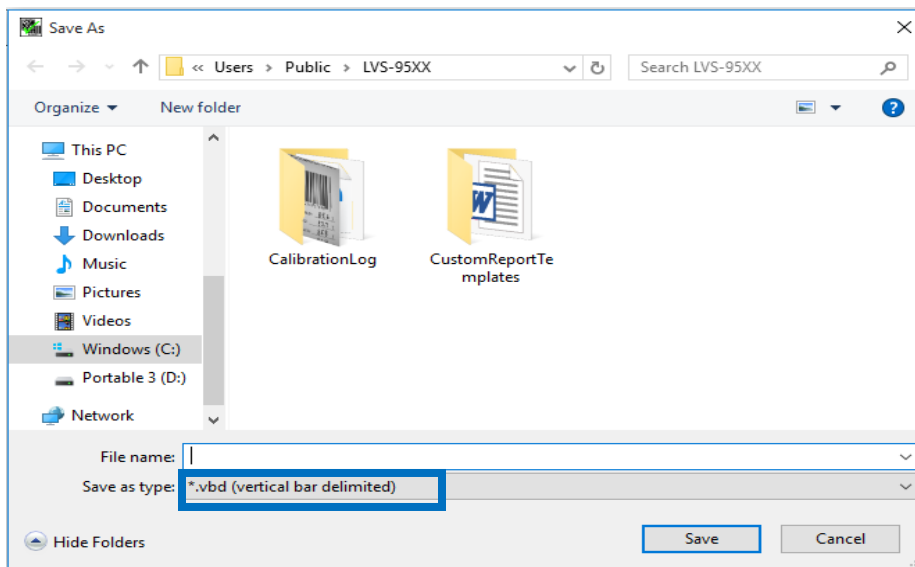 Save As
« Users > Public > LVS-95XX
Search LVS-95XX
Organize
New folder
This PC
Desktop
Documents
Downloads
Music
Pictures
Videos
Windows (C:)
Portable 3 (D:)
Network
CalibrationLog
CustomReportTe
mplates
File name:
Save as type: *.vbd (vertical bar delimited)
Hide Folders
Save
Cancel